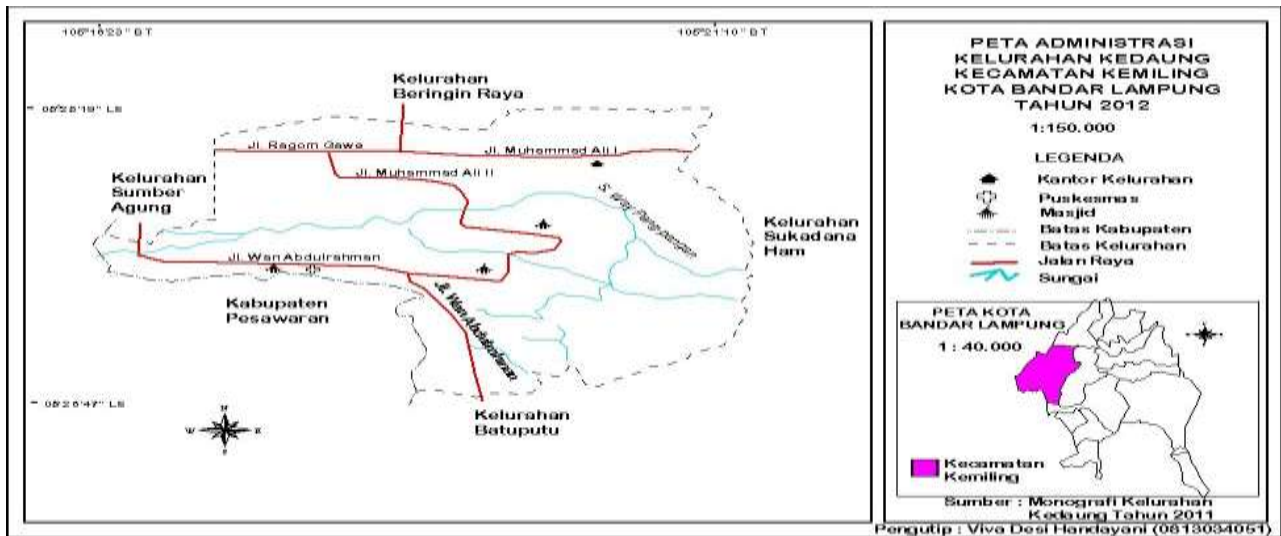 PETA ADMINISTRASI
KELURAHAN KEDAUNG
KECAMATAN KEMILING
KOTA BANDAR LAMPUNG
TAHUN 2012
1:150.000
LEGENDA
Kantor Kelurahan
Puskesmas
Masjid
Batas Kabupaten
Batas Kelurahan
Jalan Raya
Sungai
Kelurahan
Beringin Raya
Jl. Ragom Gawe
Jl. Muhammad Ali I
Jl. Muhammad Ali II
Kelurahan
Sumber
Agung
Kelurahan
Sukadana
Ham
Jl. Wan Abdulrahman
Kabupaten
Pesawaran
Jl. Wan Abdulrahman
Kelurahan
Batuputu
N
W
E
S
PETA KOTA
BANDAR LAMPUNG
1 : 40.000
Kecamatan
Kemiling
Sumber : Monografi Kelurahan
Kedaung Tahun 2011
Pengutip : Viva Desi Handayani (0813034051)